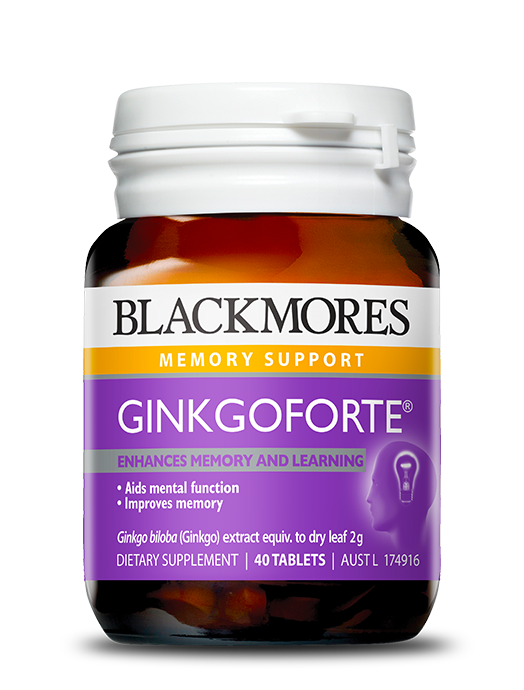 BLACKMORES
MEMORY SUPPORT
GINKGOFORTE®
ENHANCES MEMORY AND LEARNING
• Aids mental function
• Improves memory
Ginkgo biloba (Ginkgo) extract equiv. to dry leaf 2g
DIETARY SUPPLEMENT | 40 TABLETS | AUST L 174916